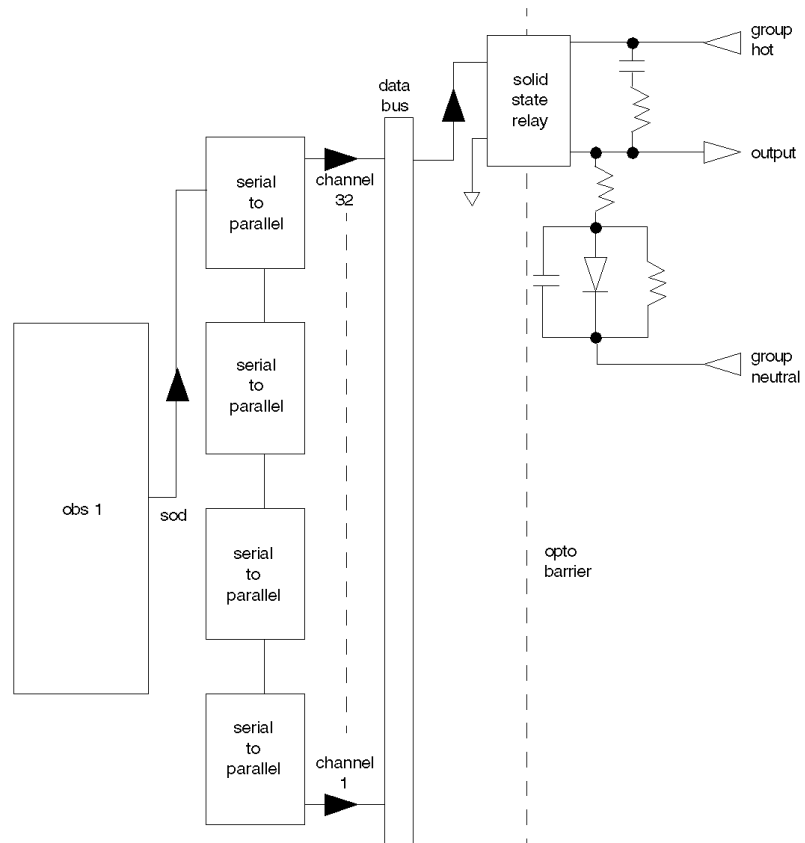 group
hot
solid
state
relay
data
bus
output
serial
to
parallel
channel
32
group
neutral
serial
to
parallel
obs 1
sod
serial
to
parallel
opto
barrier
serial
to
parallel
channel
1